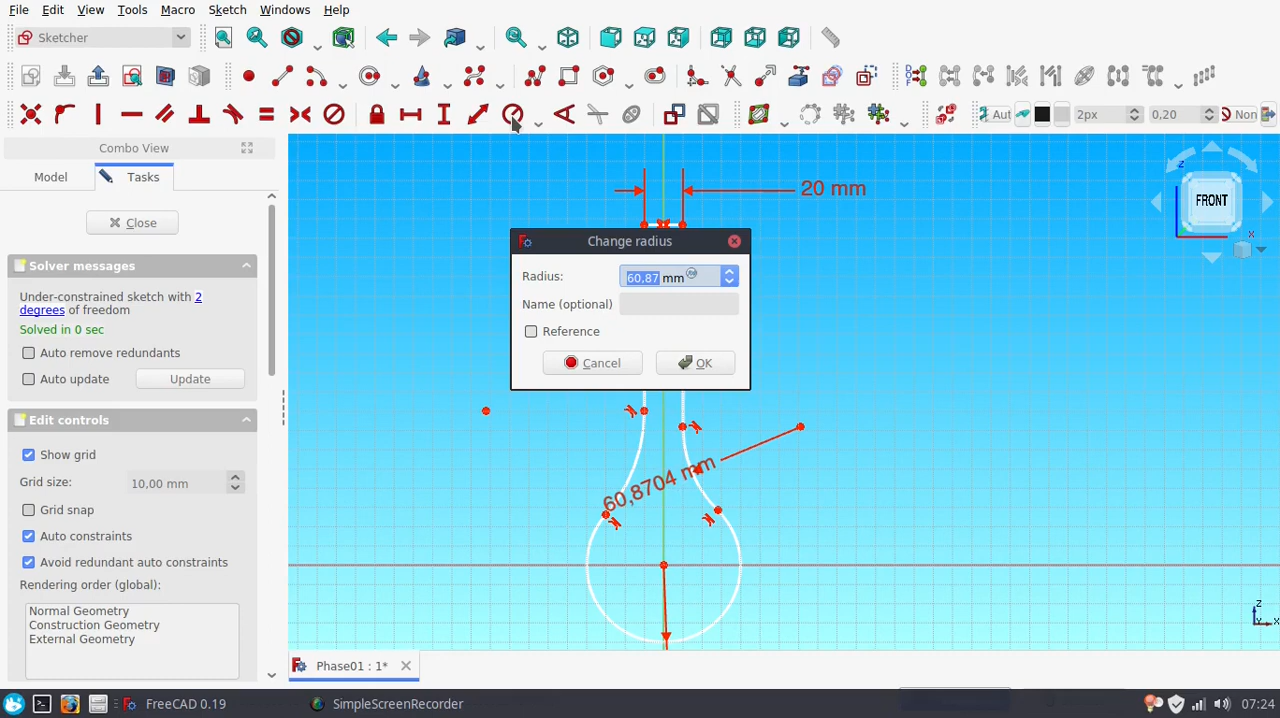 File Edit View Tools Macro Sketch Windows Help
Sketcher
Aut
2px
0,20
Non
Combo View
Model
Tasks
Close
Solver messages
Under-constrained sketch with 2
degrees of freedom
Solved in 0 sec
Auto remove redundants
Auto update
Update
Edit controls
Show grid
Grid size:
10,00 mm
Grid snap
Auto constraints
Avoid redundant auto constraints
Rendering order (global):
Normal Geometry
Construction Geometry
External Geometry
20 mm
Z
FRONT
X
Change radius
Radius:
60,87 mm
Name (optional)
Reference
Cancel
OK
60,8704 mm
Z
X
Phase01 : 1*
FreeCAD 0.19
SimpleScreenRecorder
07:24